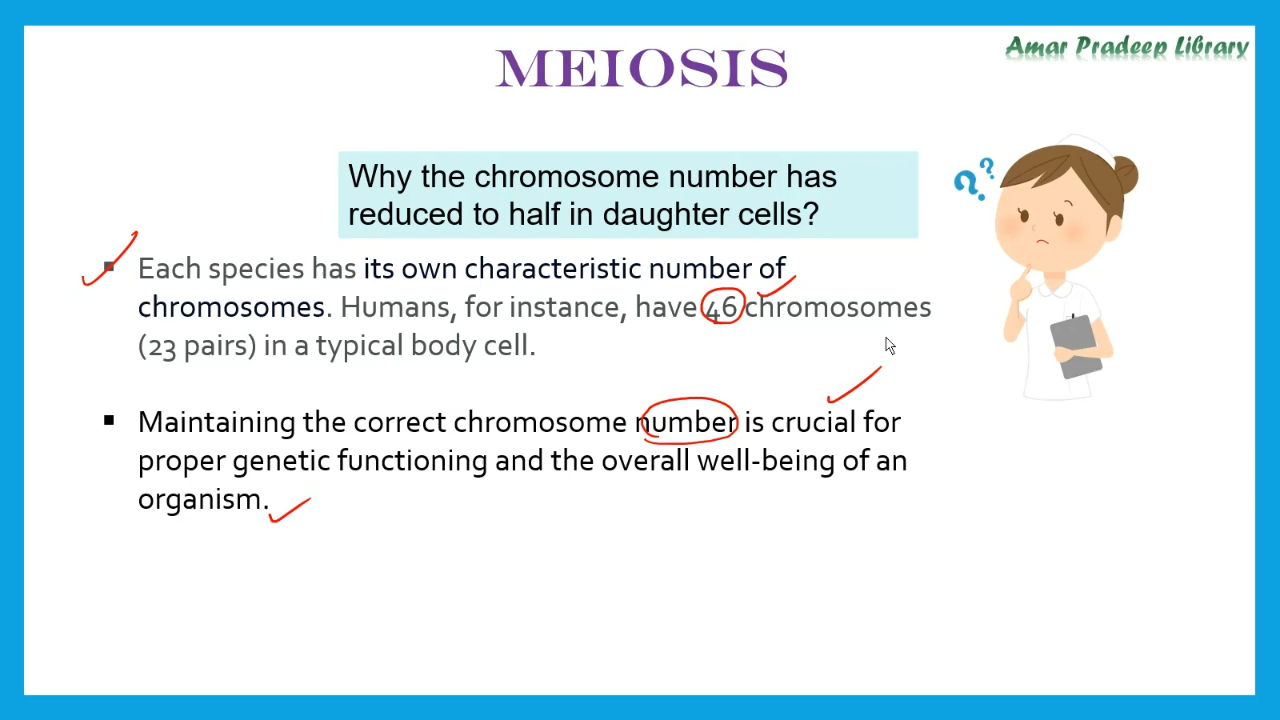 Amar Pradeep Library
MEIOSIS
Why the chromosome number has
reduced to half in daughter cells?
▪ Each species has its own characteristic number of
chromosomes. Humans, for instance, have 46 chromosomes
(23 pairs) in a typical body cell.
▪ Maintaining the correct chromosome number is crucial for
proper genetic functioning and the overall well-being of an
organism.
? ?